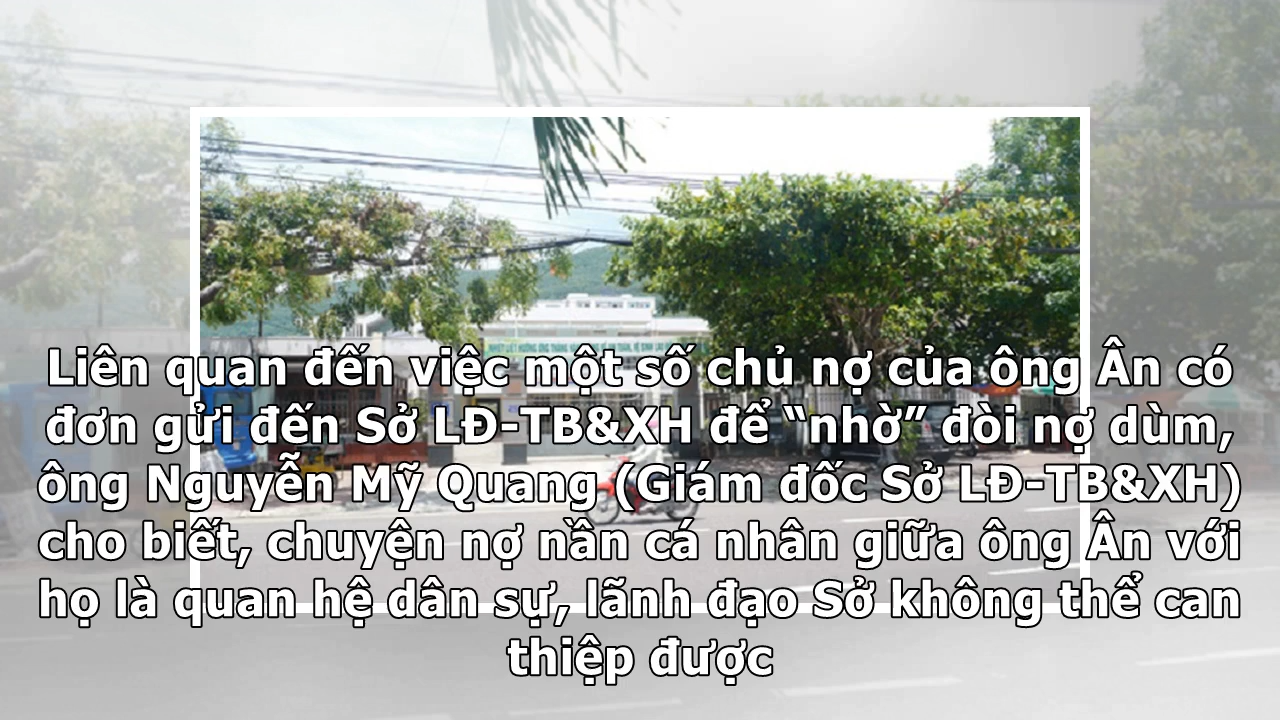 Liên quan đến việc một số chủ nợ của ông Ân có
đơn gửi đến Sở LĐ-TB&XH để “nhờ” đòi nợ dùm,
ông Nguyễn Mỹ Quang (Giám đốc Sở LĐ-TB&XH)
cho biết, chuyện nợ nần cá nhân giữa ông Ân với
họ là quan hệ dân sự, lãnh đạo Sở không thể can
thiệp được